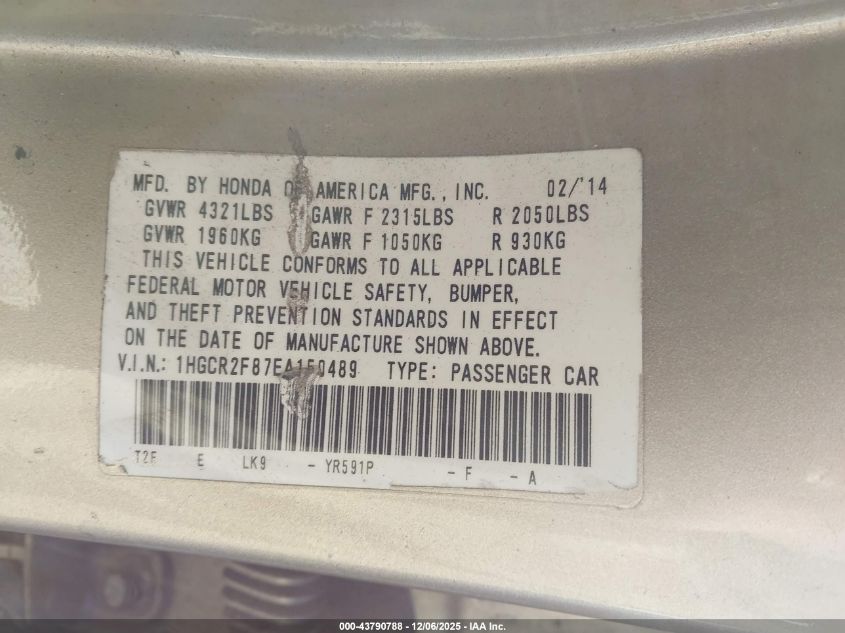 MFD. BY HONDA OF AMERICA MFG., INC. 02/'14
GVWR 4321LBS GAWR F 2315LBS R 2050LBS
GVWR 1960KG GAWR F 1050KG R 930KG
THIS VEHICLE CONFORMS TO ALL APPLICABLE
FEDERAL MOTOR VEHICLE SAFETY, BUMPER,
AND THEFT PREVENTION STANDARDS IN EFFECT
ON THE DATE OF MANUFACTURE SHOWN ABOVE.
V.I.N.: 1HGCR2F87EA150489 TYPE: PASSENGER CAR
T2F E LK9 - YR591P - F - A
000-43790788 - 12/06/2025 - IAA Inc.